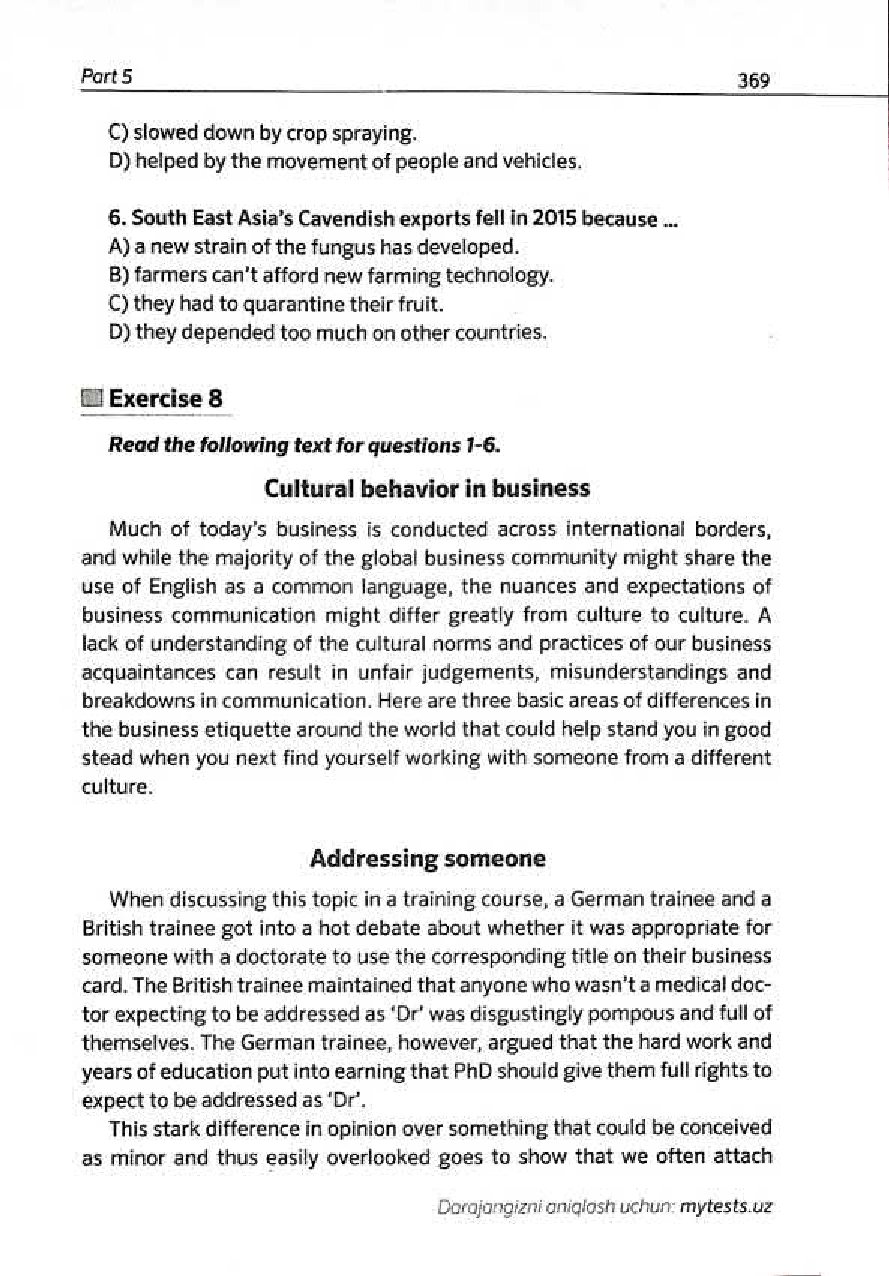 Part 5
369
C) slowed down by crop spraying.
D) helped by the movement of people and vehicles.
6. South East Asia's Cavendish exports fell in 2015 because ...
A) a new strain of the fungus has developed.
B) farmers can't afford new farming technology.
C) they had to quarantine their fruit.
D) they depended too much on other countries.
Exercise 8
Read the following text for questions 1-6.
Cultural behavior in business
Much of today's business is conducted across international borders,
and while the majority of the global business community might share the
use of English as a common language, the nuances and expectations of
business communication might differ greatly from culture to culture. A
lack of understanding of the cultural norms and practices of our business
acquaintances can result in unfair judgements, misunderstandings and
breakdowns in communication. Here are three basic areas of differences in
the business etiquette around the world that could help stand you in good
stead when you next find yourself working with someone from a different
culture.
Addressing someone
When discussing this topic in a training course, a German trainee and a
British trainee got into a hot debate about whether it was appropriate for
someone with a doctorate to use the corresponding title on their business
card. The British trainee maintained that anyone who wasn't a medical doc-
tor expecting to be addressed as 'Dr' was disgustingly pompous and full of
themselves. The German trainee, however, argued that the hard work and
years of education put into earning that PhD should give them full rights to
expect to be addressed as 'Dr'.
This stark difference in opinion over something that could be conceived
as minor and thus easily overlooked goes to show that we often attach
Darajangizni aniqlash uchun: mytests.uz